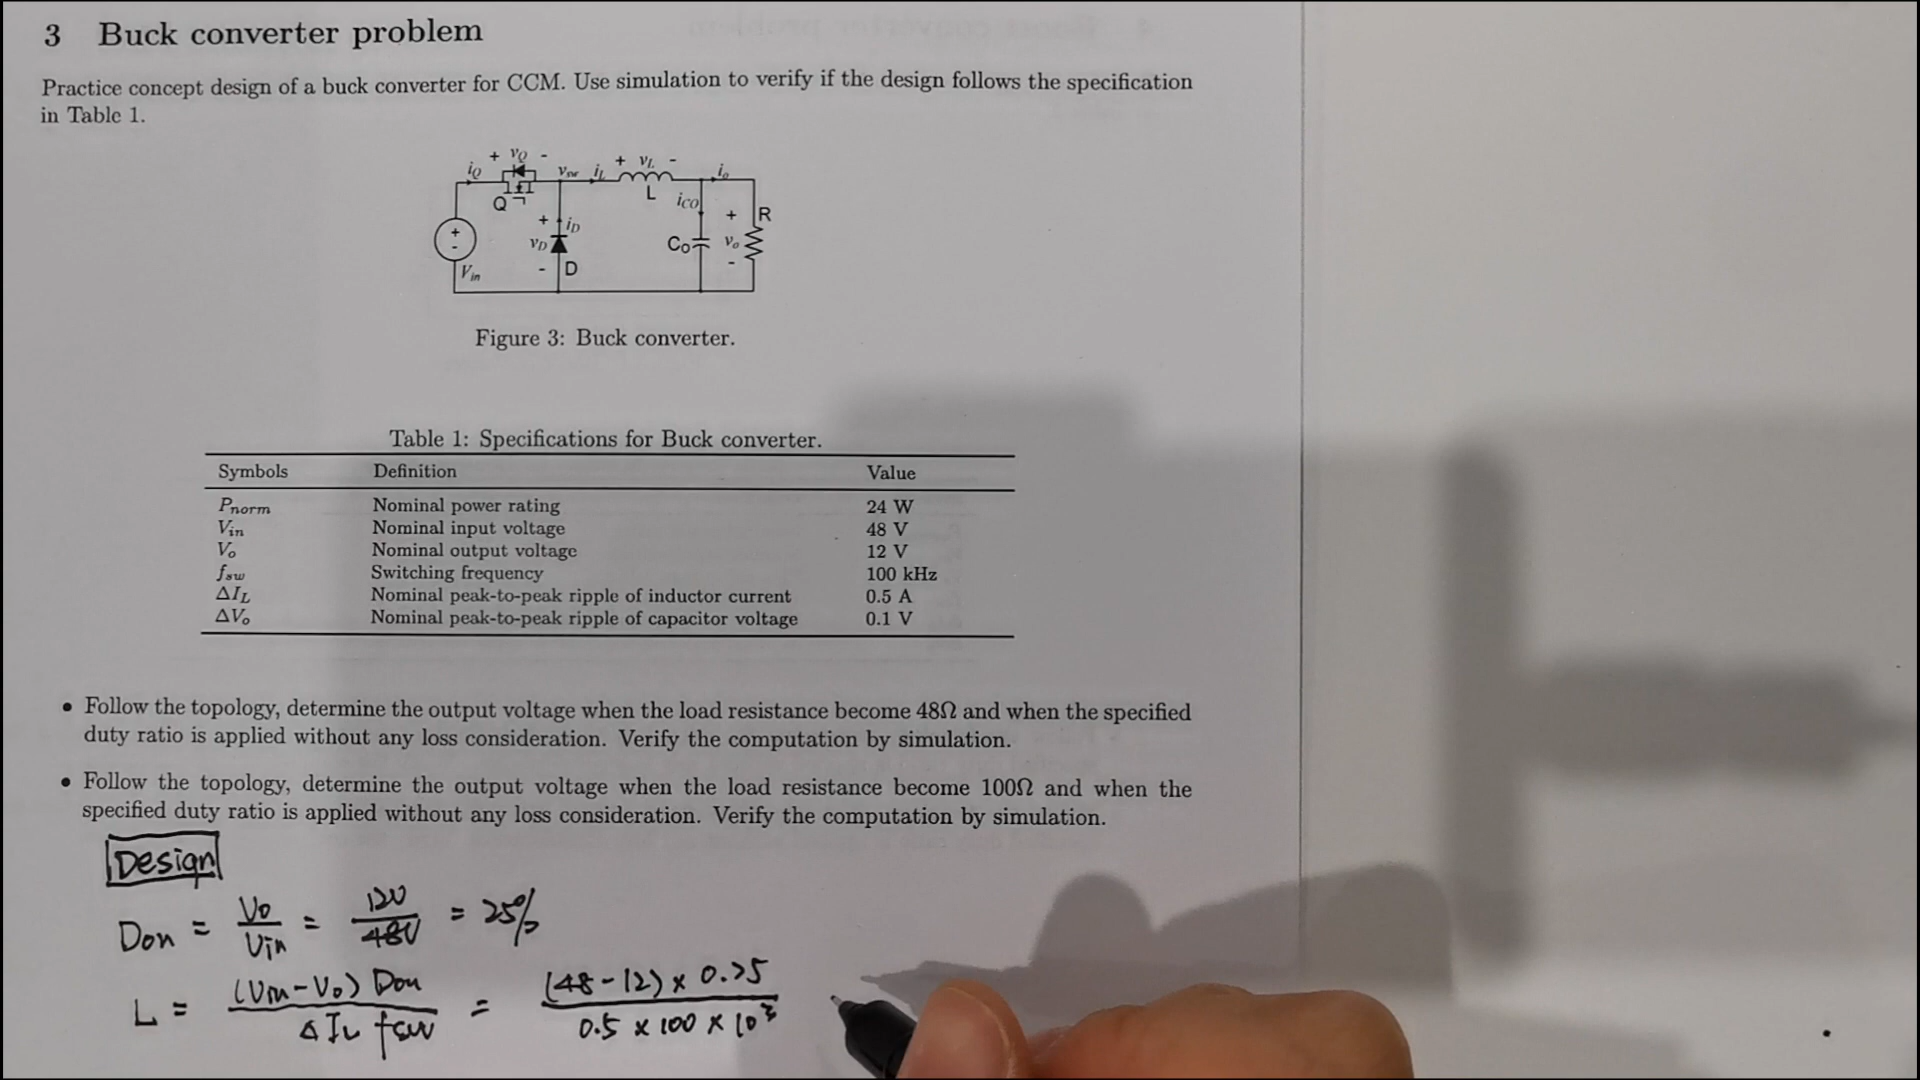 3 Buck converter problem
Practice concept design of a buck converter for CCM. Use simulation to verify if the design follows the specification
in Table 1.
+ vQ -
iQ
Q
vsw
iL
+ vL -
L
io
iCO
+
vD
-
iD
D
+
-
Vin
Co
+
vo
-
R
Figure 3: Buck converter.
Table 1: Specifications for Buck converter.
Symbols Definition Value
Pnorm Nominal power rating 24 W
Vin Nominal input voltage 48 V
Vo Nominal output voltage 12 V
fsw Switching frequency 100 kHz
ΔIL Nominal peak-to-peak ripple of inductor current 0.5 A
ΔVo Nominal peak-to-peak ripple of capacitor voltage 0.1 V
• Follow the topology, determine the output voltage when the load resistance become 48Ω and when the specified
duty ratio is applied without any loss consideration. Verify the computation by simulation.
• Follow the topology, determine the output voltage when the load resistance become 100Ω and when the
specified duty ratio is applied without any loss consideration. Verify the computation by simulation.
Design
Don = Vo / Vin = 12V / 48V = 25%
L = (Vin - Vo) Don / ΔIL fsw = (48 - 12) × 0.25 / 0.5 × 100 × 10³